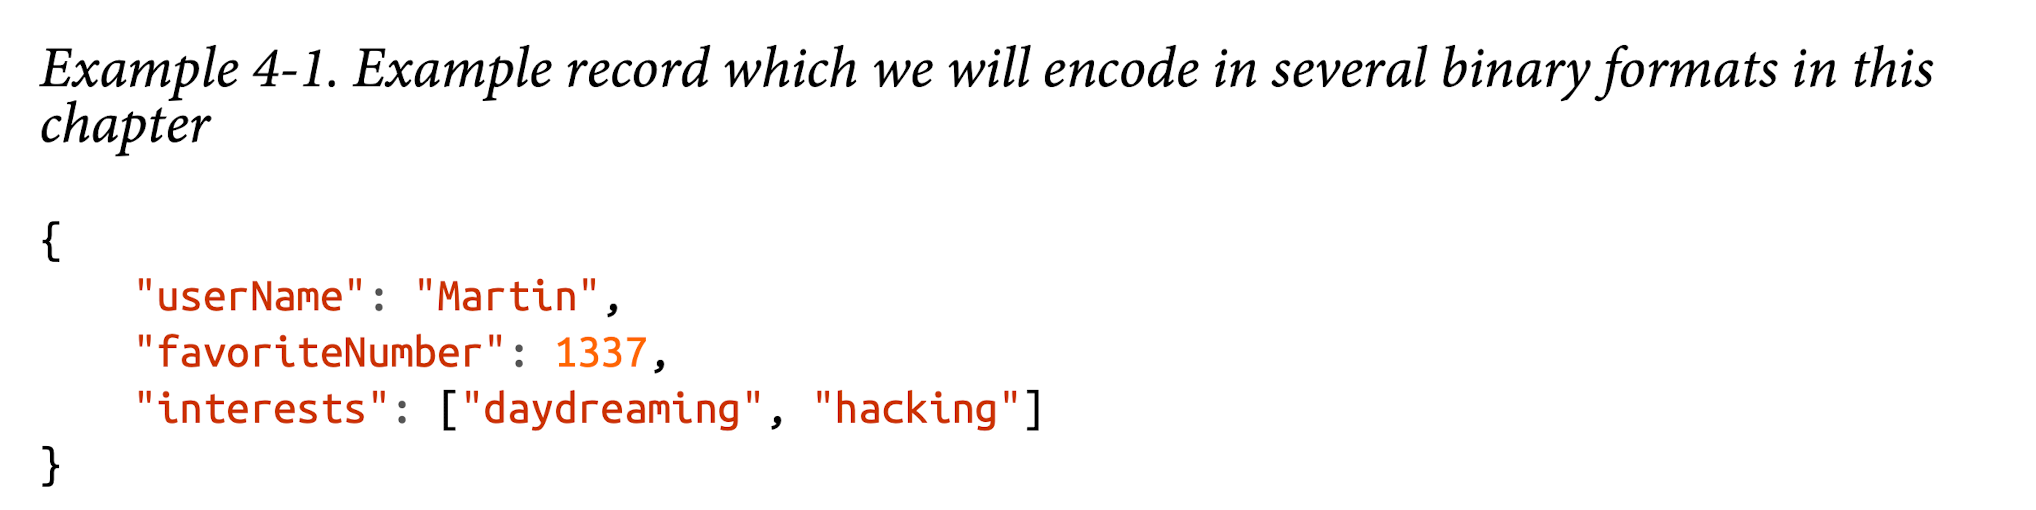 Example 4-1. Example record which we will encode in several binary formats in this
chapter
{
    "userName": "Martin",
    "favoriteNumber": 1337,
    "interests": ["daydreaming", "hacking"]
}